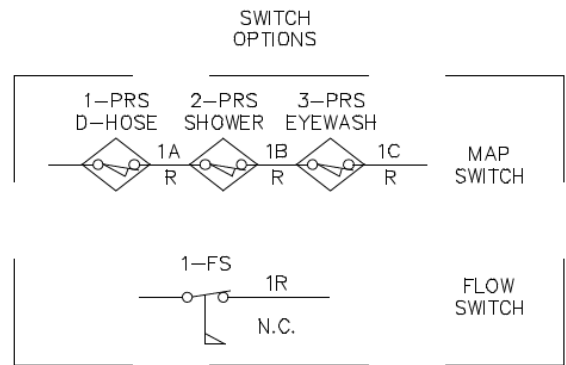 SWITCH
OPTIONS
1-PRS 2-PRS 3-PRS
D-HOSE SHOWER EYEWASH
1A 1B 1C
R R R
MAP
SWITCH
1-FS
1R
N.C.
FLOW
SWITCH